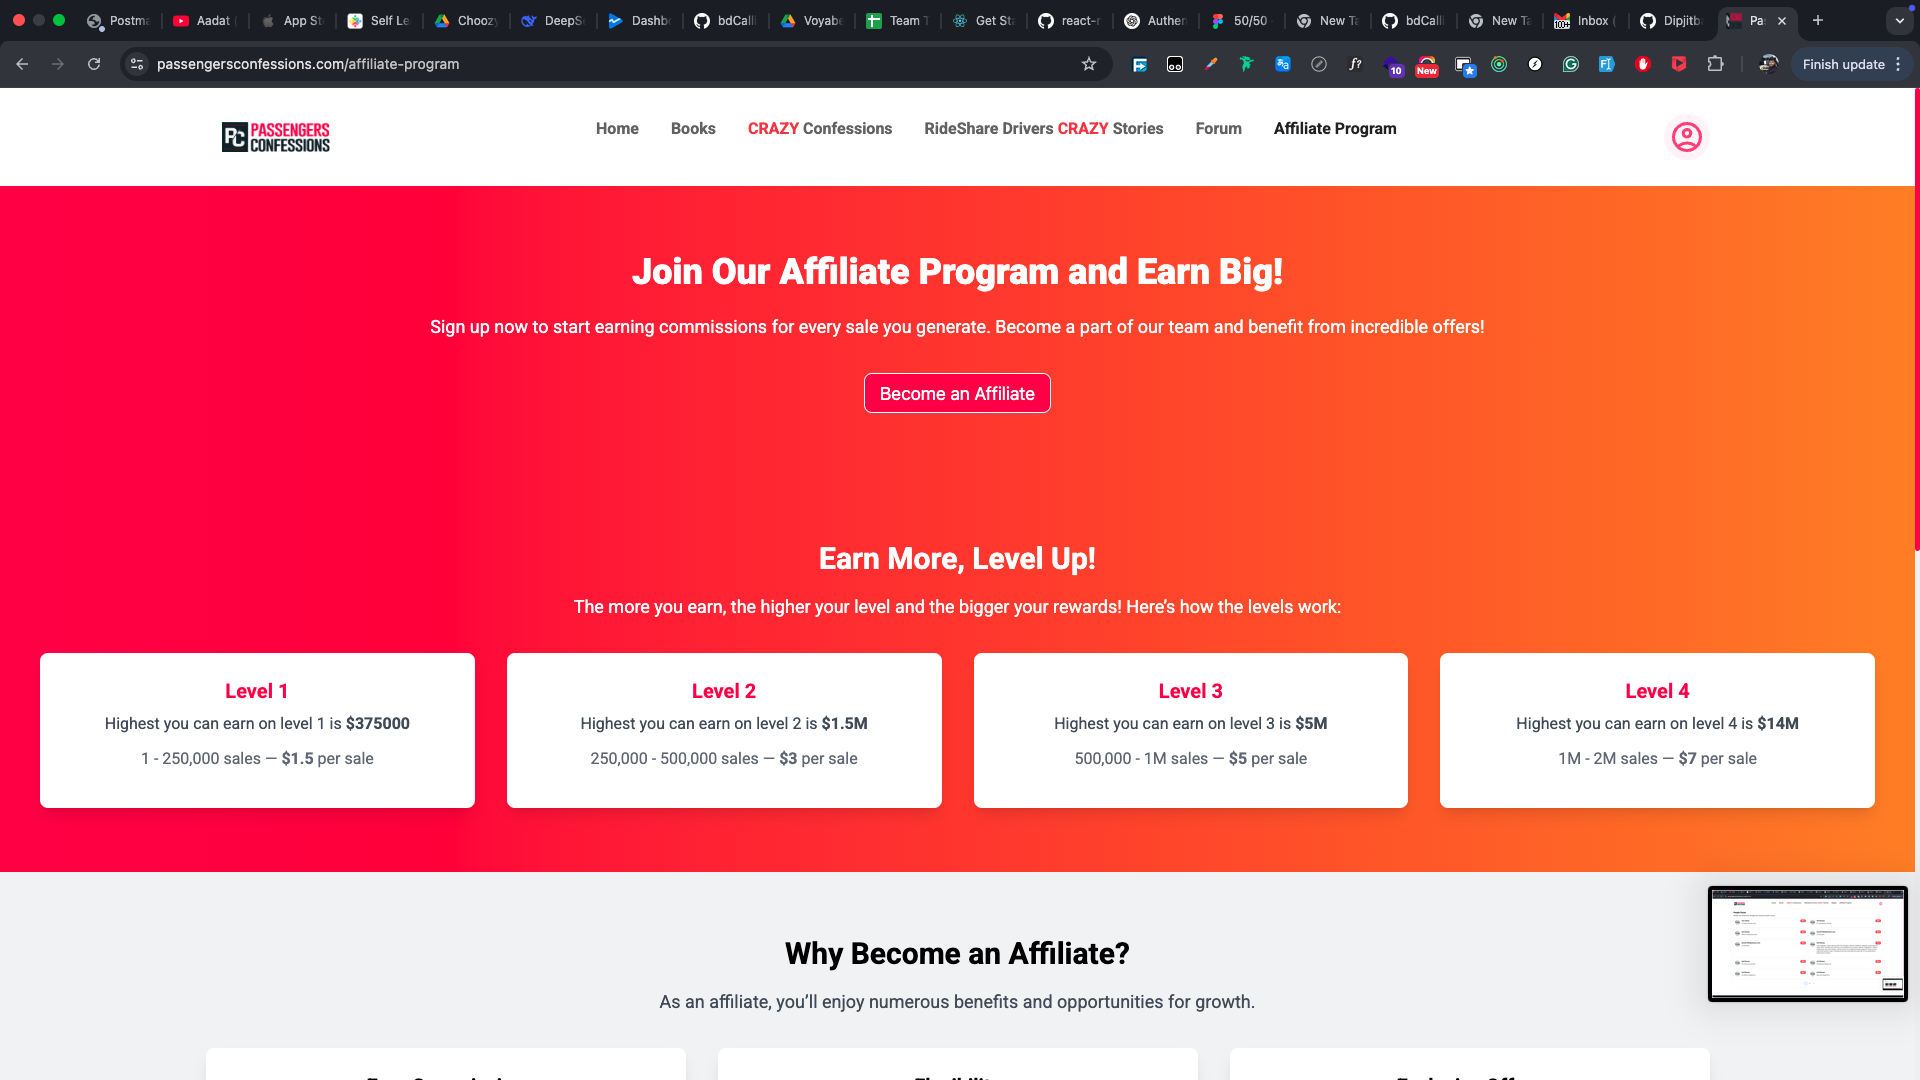 Postma
Aadat
App St
Self Le
Choozy
DeepS
Dashb
bdCalli
Voyabe
Team T
Get Sta
react-n
Authen
50/50
New Ta
bdCalli
New Ta
Inbox (
Dipjitb
Pa
passengersconfessions.com/affiliate-program
10
New
Finish update
PC PASSENGERS
CONFESSIONS
Home
Books
CRAZY Confessions
RideShare Drivers CRAZY Stories
Forum
Affiliate Program
Join Our Affiliate Program and Earn Big!
Sign up now to start earning commissions for every sale you generate. Become a part of our team and benefit from incredible offers!
Become an Affiliate
Earn More, Level Up!
The more you earn, the higher your level and the bigger your rewards! Here’s how the levels work:
Level 1
Highest you can earn on level 1 is $375000
1 - 250,000 sales — $1.5 per sale
Level 2
Highest you can earn on level 2 is $1.5M
250,000 - 500,000 sales — $3 per sale
Level 3
Highest you can earn on level 3 is $5M
500,000 - 1M sales — $5 per sale
Level 4
Highest you can earn on level 4 is $14M
1M - 2M sales — $7 per sale
Why Become an Affiliate?
As an affiliate, you’ll enjoy numerous benefits and opportunities for growth.